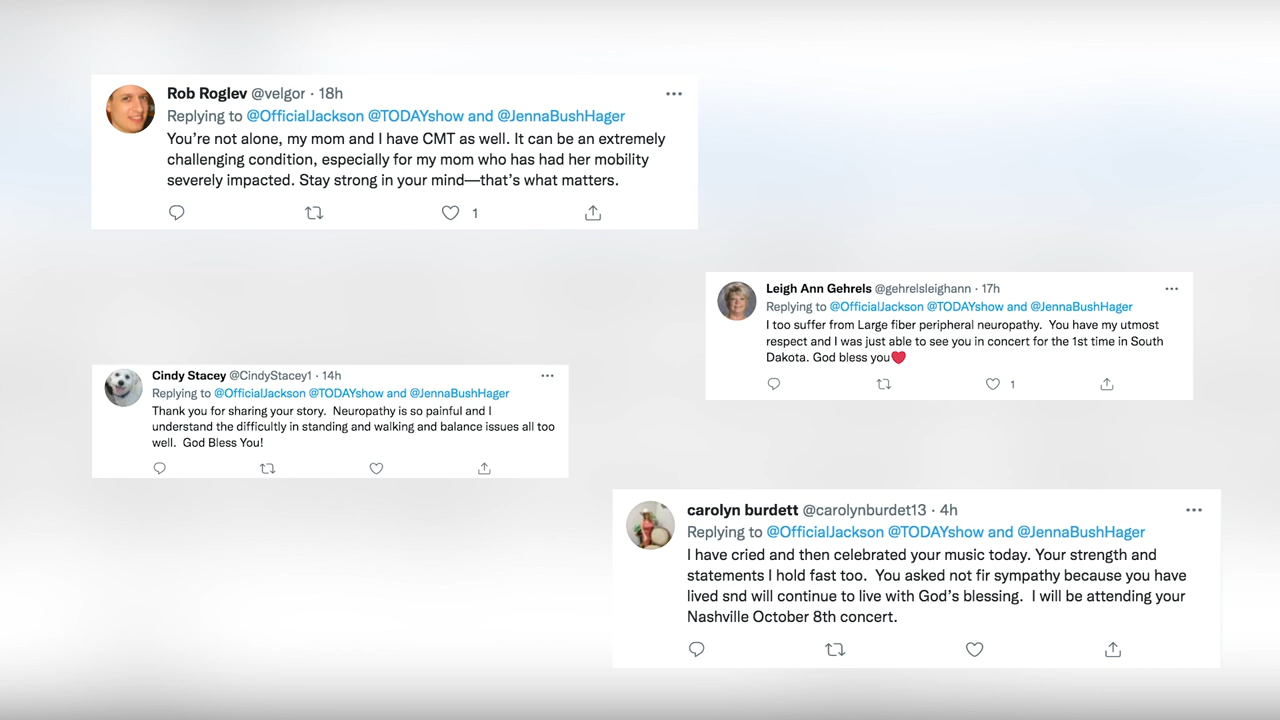 Rob Roglev @velgor · 18h
Replying to @OfficialJackson @TODAYshow and @JennaBushHager
You're not alone, my mom and I have CMT as well. It can be an extremely
challenging condition, especially for my mom who has had her mobility
severely impacted. Stay strong in your mind—that's what matters.
1
Leigh Ann Gehrels @gehrelsleighann · 17h
Replying to @OfficialJackson @TODAYshow and @JennaBushHager
I too suffer from Large fiber peripheral neuropathy.  You have my utmost
respect and I was just able to see you in concert for the 1st time in South
Dakota. God bless you❤️
1
Cindy Stacey @CindyStacey1 · 14h
Replying to @OfficialJackson @TODAYshow and @JennaBushHager
Thank you for sharing your story.  Neuropathy is so painful and I
understand the difficultly in standing and walking and balance issues all too
well.  God Bless You!
carolyn burdett @carolynburdet13 · 4h
Replying to @OfficialJackson @TODAYshow and @JennaBushHager
I have cried and then celebrated your music today. Your strength and
statements I hold fast too.  You asked not fir sympathy because you have
lived snd will continue to live with God's blessing.  I will be attending your
Nashville October 8th concert.